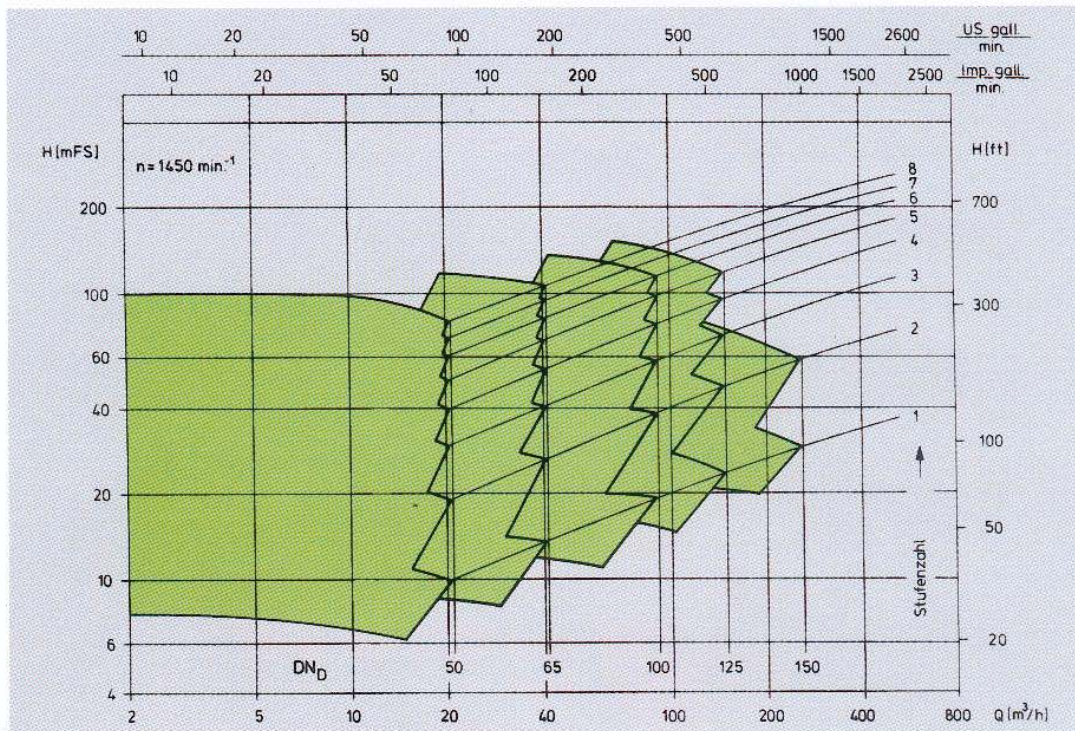 10 20 50 100 200 500 1500 2600 US gall.
min.
10 20 50 100 200 500 1000 1500 2500 Imp. gall.
min.
H [mFS]
n = 1450 min.⁻¹
H [ft]
8
7
6
5
4
3
2
1
200
100
60
40
20
10
6
4
700
300
100
50
20
Stufenzahl
DN_D 50 65 100 125 150
2 5 10 20 40 100 200 400 800 Q [m³/h]